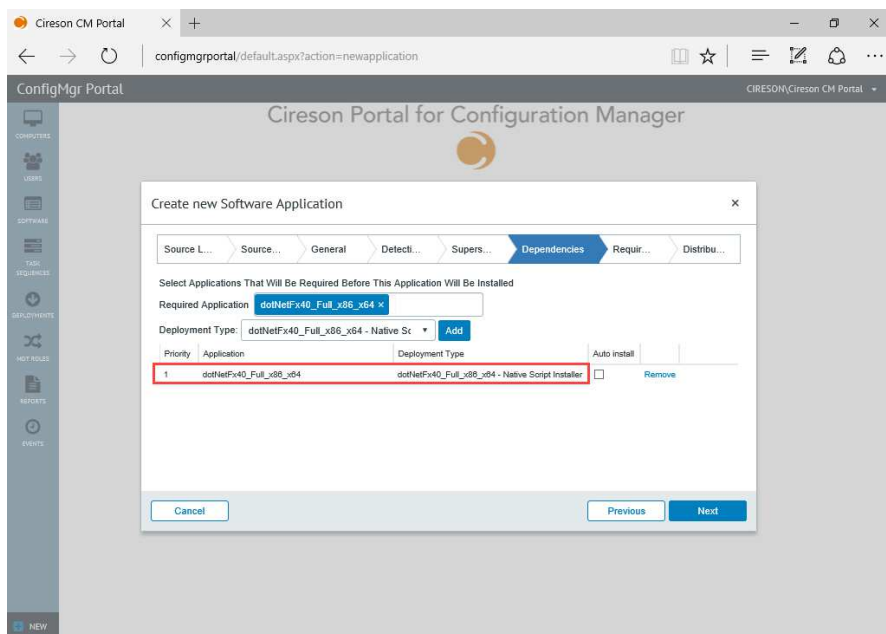 Cireson CM Portal
configmgrportal/default.aspx?action=newapplication
ConfigMgr Portal
CIRESON\Cireson CM Portal
Cireson Portal for Configuration Manager
COMPUTERS
USERS
SOFTWARE
TASK
SEQUENCES
DEPLOYMENTS
MGT ROLES
REPORTS
EVENTS
NEW
Create new Software Application
Source L... Source... General Detecti... Supers... Dependencies Requir... Distribu...
Select Applications That Will Be Required Before This Application Will Be Installed
Required Application dotNetFx40_Full_x86_x64 ×
Deployment Type: dotNetFx40_Full_x86_x64 - Native Sc Add
Priority Application Deployment Type Auto install
1 dotNetFx40_Full_x86_x64 dotNetFx40_Full_x86_x64 - Native Script Installer Remove
Cancel Previous Next